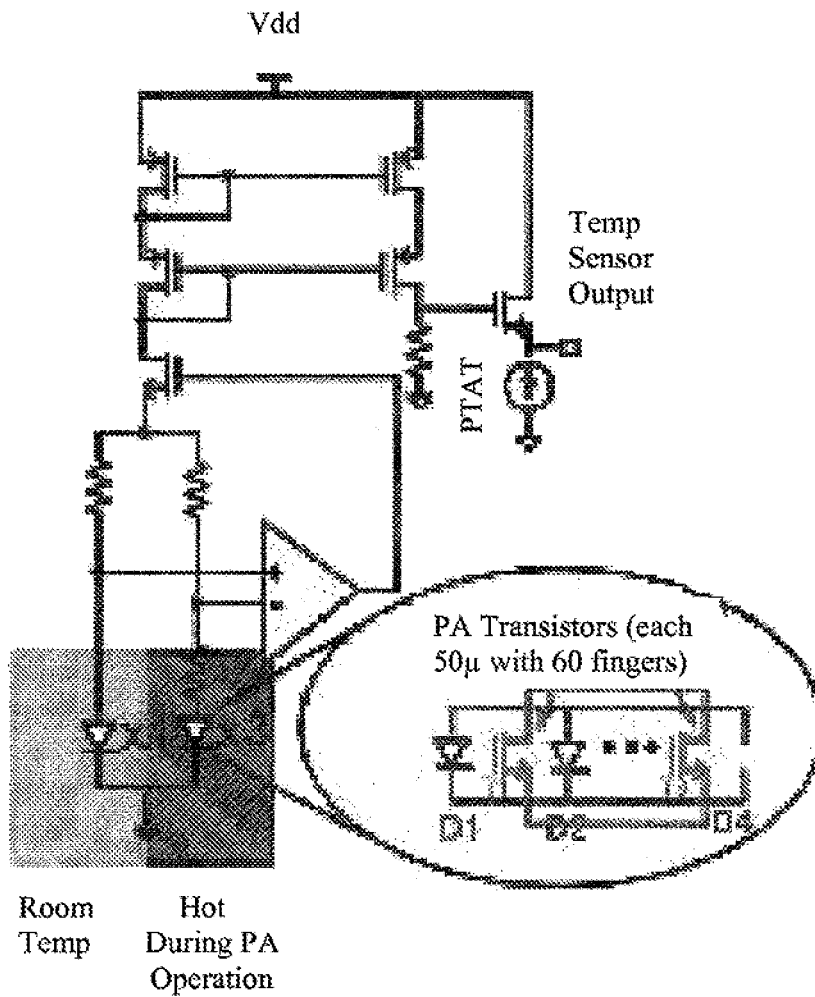 Vdd
Temp
Sensor
Output
PTAT
PA Transistors (each
50µ with 60 fingers)
D1
D2
D4
Room
Temp
Hot
During PA
Operation